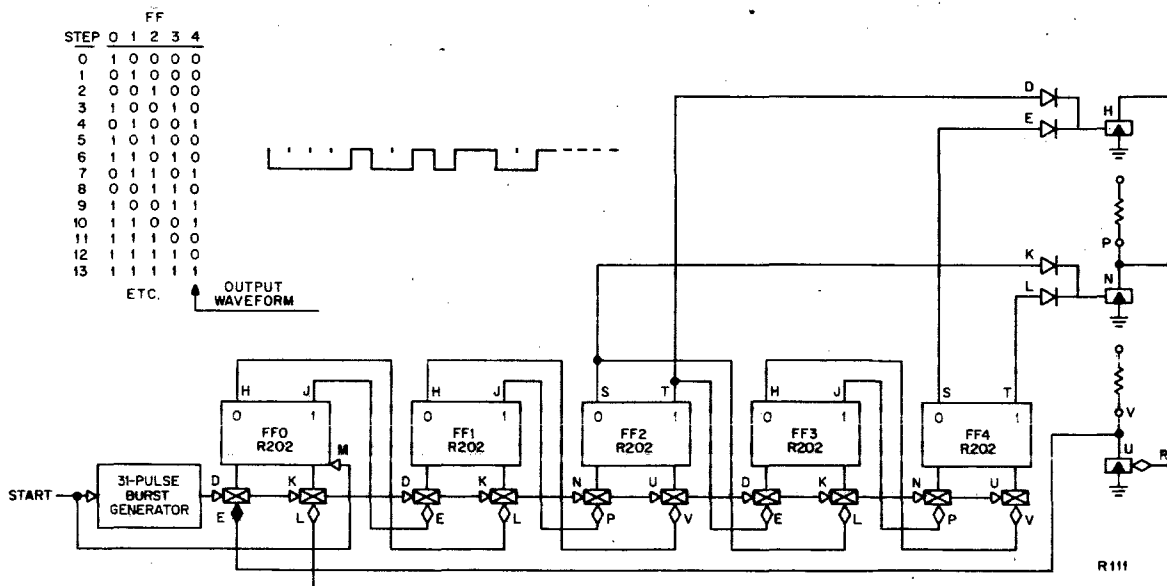 FF
STEP 0 1 2 3 4
0 1 0 0 0 0
1 0 1 0 0 0
2 0 0 1 0 0
3 1 0 0 1 0
4 0 1 0 0 1
5 1 0 1 0 0
6 1 1 0 1 0
7 0 1 1 0 1
8 0 0 1 1 0
9 1 0 0 1 1
10 1 1 0 0 1
11 1 1 1 0 0
12 1 1 1 1 0
13 1 1 1 1 1
ETC.
OUTPUT
WAVEFORM
D
E
H
P
K
L
N
H J
H J
S T
H J
S T
0 1
0 1
0 1
0 1
0 1
FF0
R202
FF1
R202
FF2
R202
FF3
R202
FF4
R202
M
V
U
R
START
31-PULSE
BURST
GENERATOR
D K D K N U D K N U
E L E L P V E L P V
R111